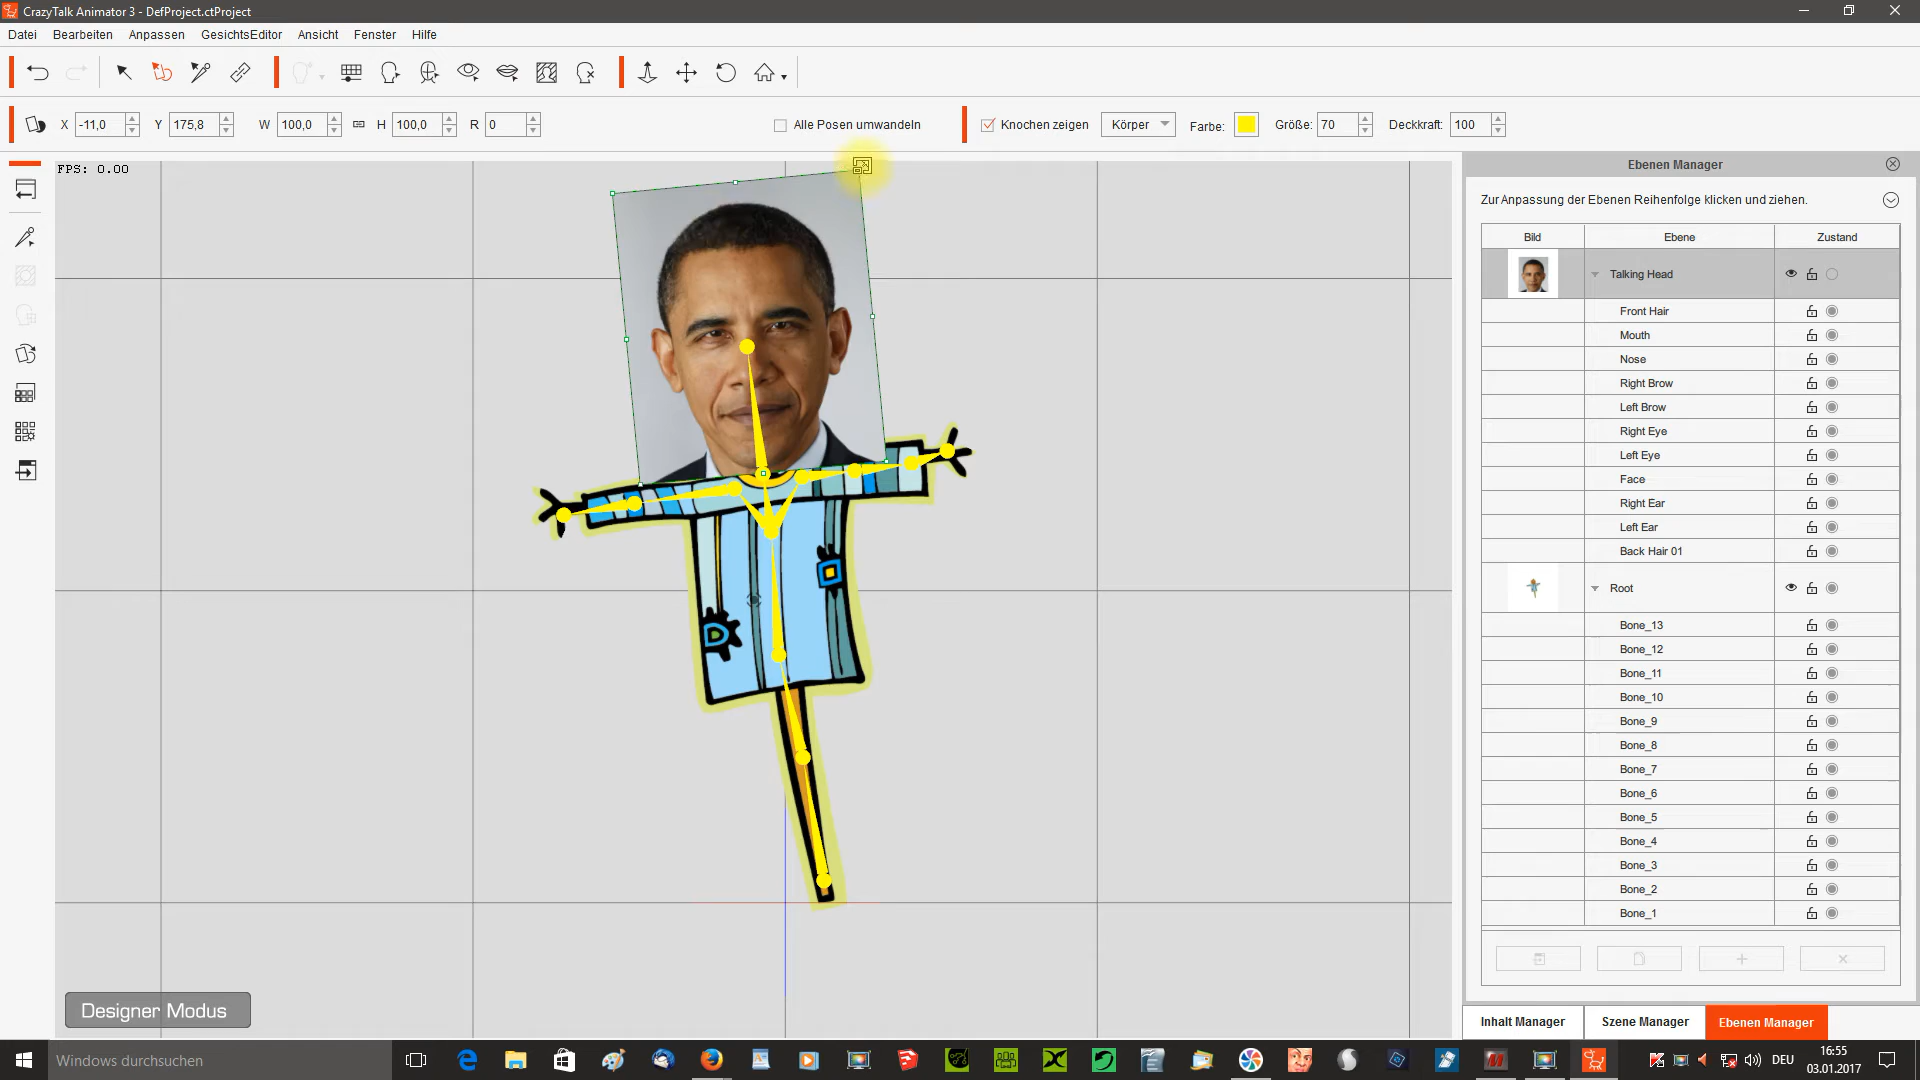 CrazyTalk Animator 3 - DefProject.ctProject
Datei Bearbeiten Anpassen GesichtsEditor Ansicht Fenster Hilfe
X -11,0 Y 175,8 W 100,0 H 100,0 R 0 Alle Posen umwandeln Knochen zeigen Körper Farbe: Größe: 70 Deckkraft: 100
FPS: 0.00
Ebenen Manager
Zur Anpassung der Ebenen Reihenfolge klicken und ziehen.
Bild Ebene Zustand
Talking Head
Front Hair
Mouth
Nose
Right Brow
Left Brow
Right Eye
Left Eye
Face
Right Ear
Left Ear
Back Hair 01
Root
Bone_13
Bone_12
Bone_11
Bone_10
Bone_9
Bone_8
Bone_7
Bone_6
Bone_5
Bone_4
Bone_3
Bone_2
Bone_1
Designer Modus
Inhalt Manager Szene Manager Ebenen Manager
Windows durchsuchen
DEU
16:55
03.01.2017